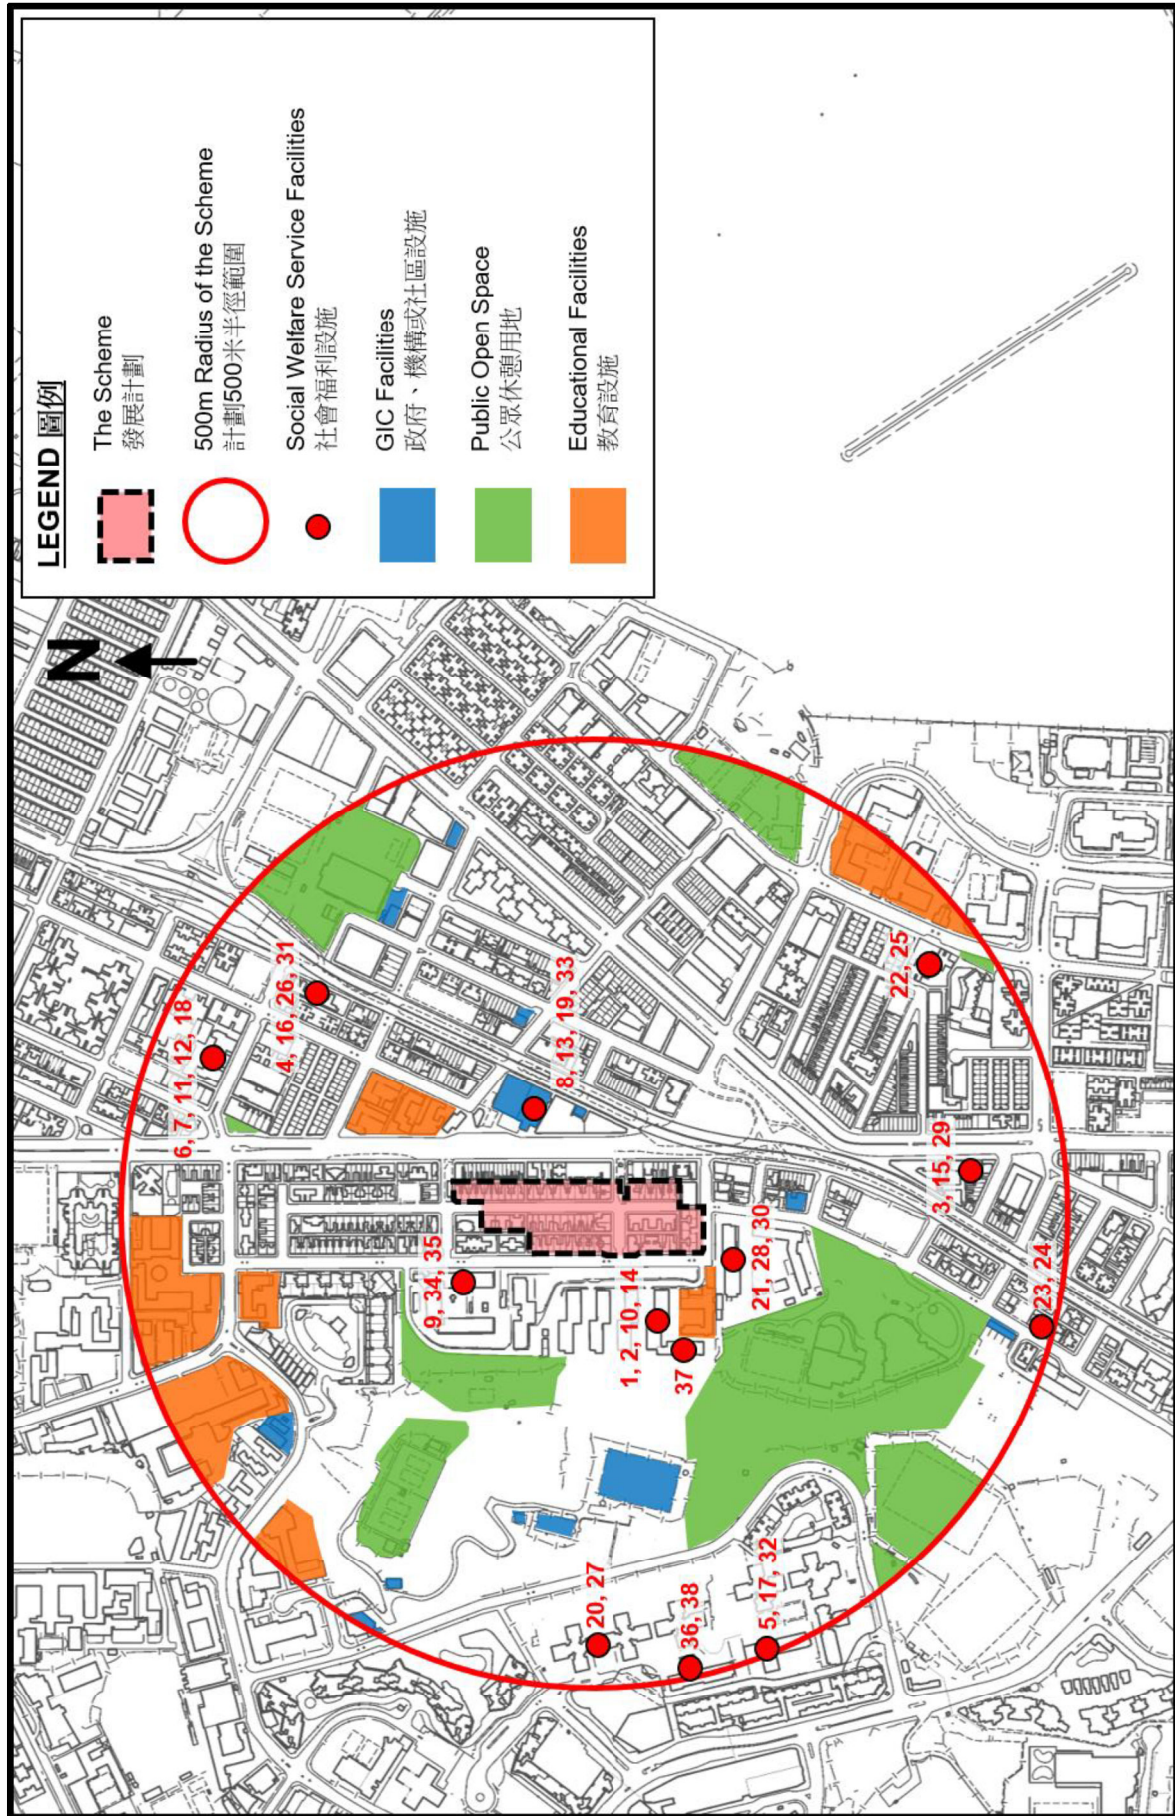 LEGEND 圖例
The Scheme
發展計劃
500m Radius of the Scheme
計劃500米半徑範圍
Social Welfare Service Facilities
社會福利設施
GIC Facilities
政府、機構或社區設施
Public Open Space
公眾休憩用地
Educational Facilities
教育設施
N
6, 7, 11, 12, 18
4, 16, 26, 31
9, 34, 35
8, 13, 19, 33
1, 2, 10, 14
37
21, 28, 30
20, 27
36, 38
5, 17, 32
22, 25
3, 15, 29
23, 24